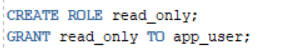 CREATE ROLE read_only;
GRANT read_only TO app_user;